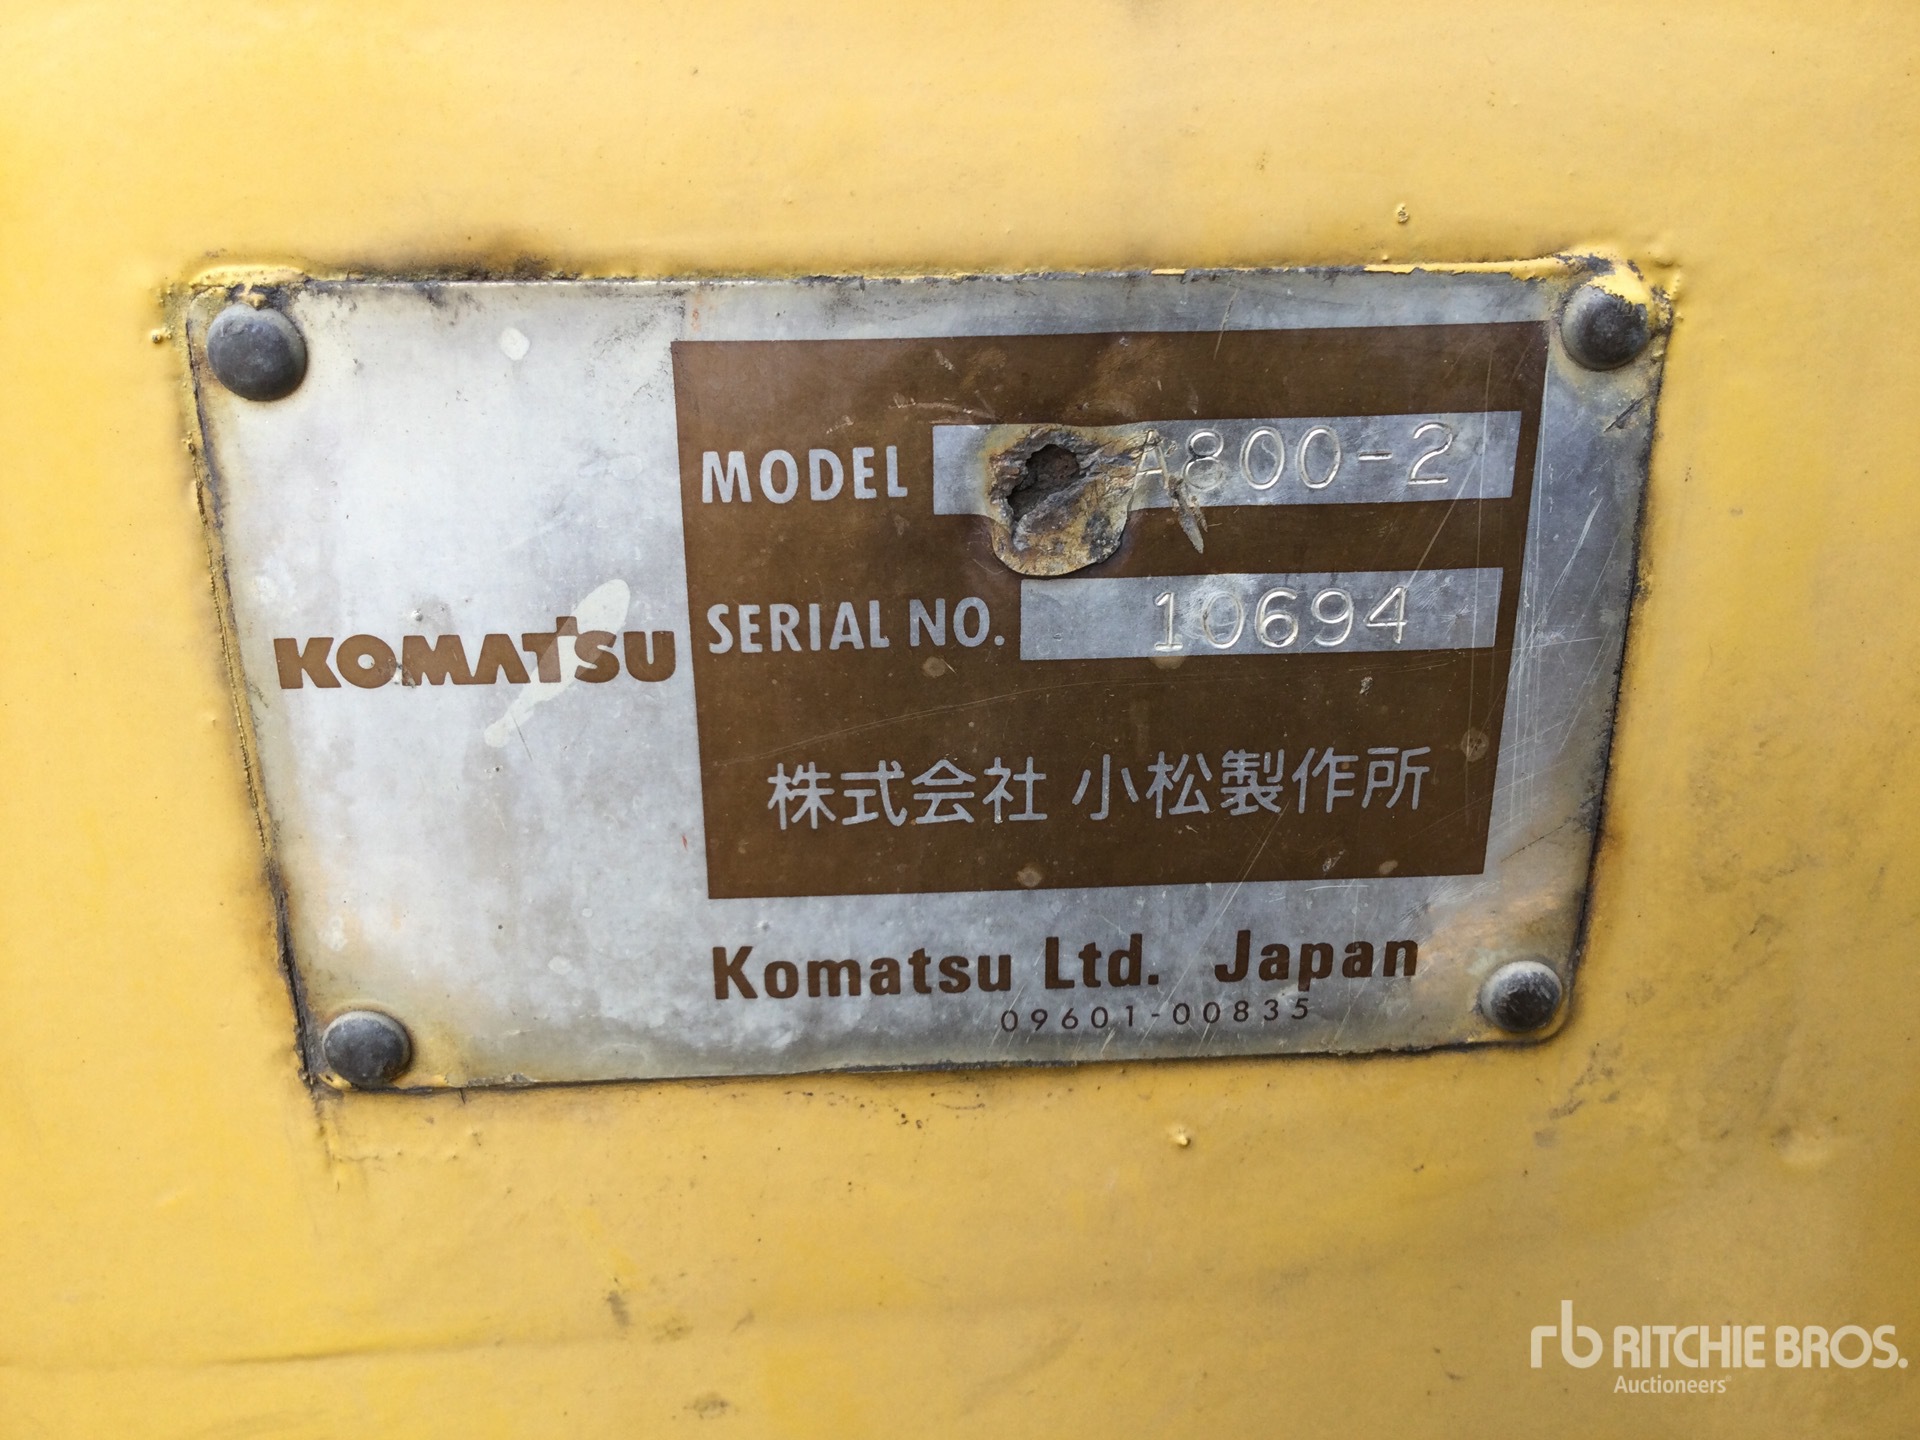 MODEL A800-2
KOMATSU
SERIAL NO. 10694
株式会社 小松製作所
Komatsu Ltd. Japan
09601-00835
rb RITCHIE BROS.
Auctioneers